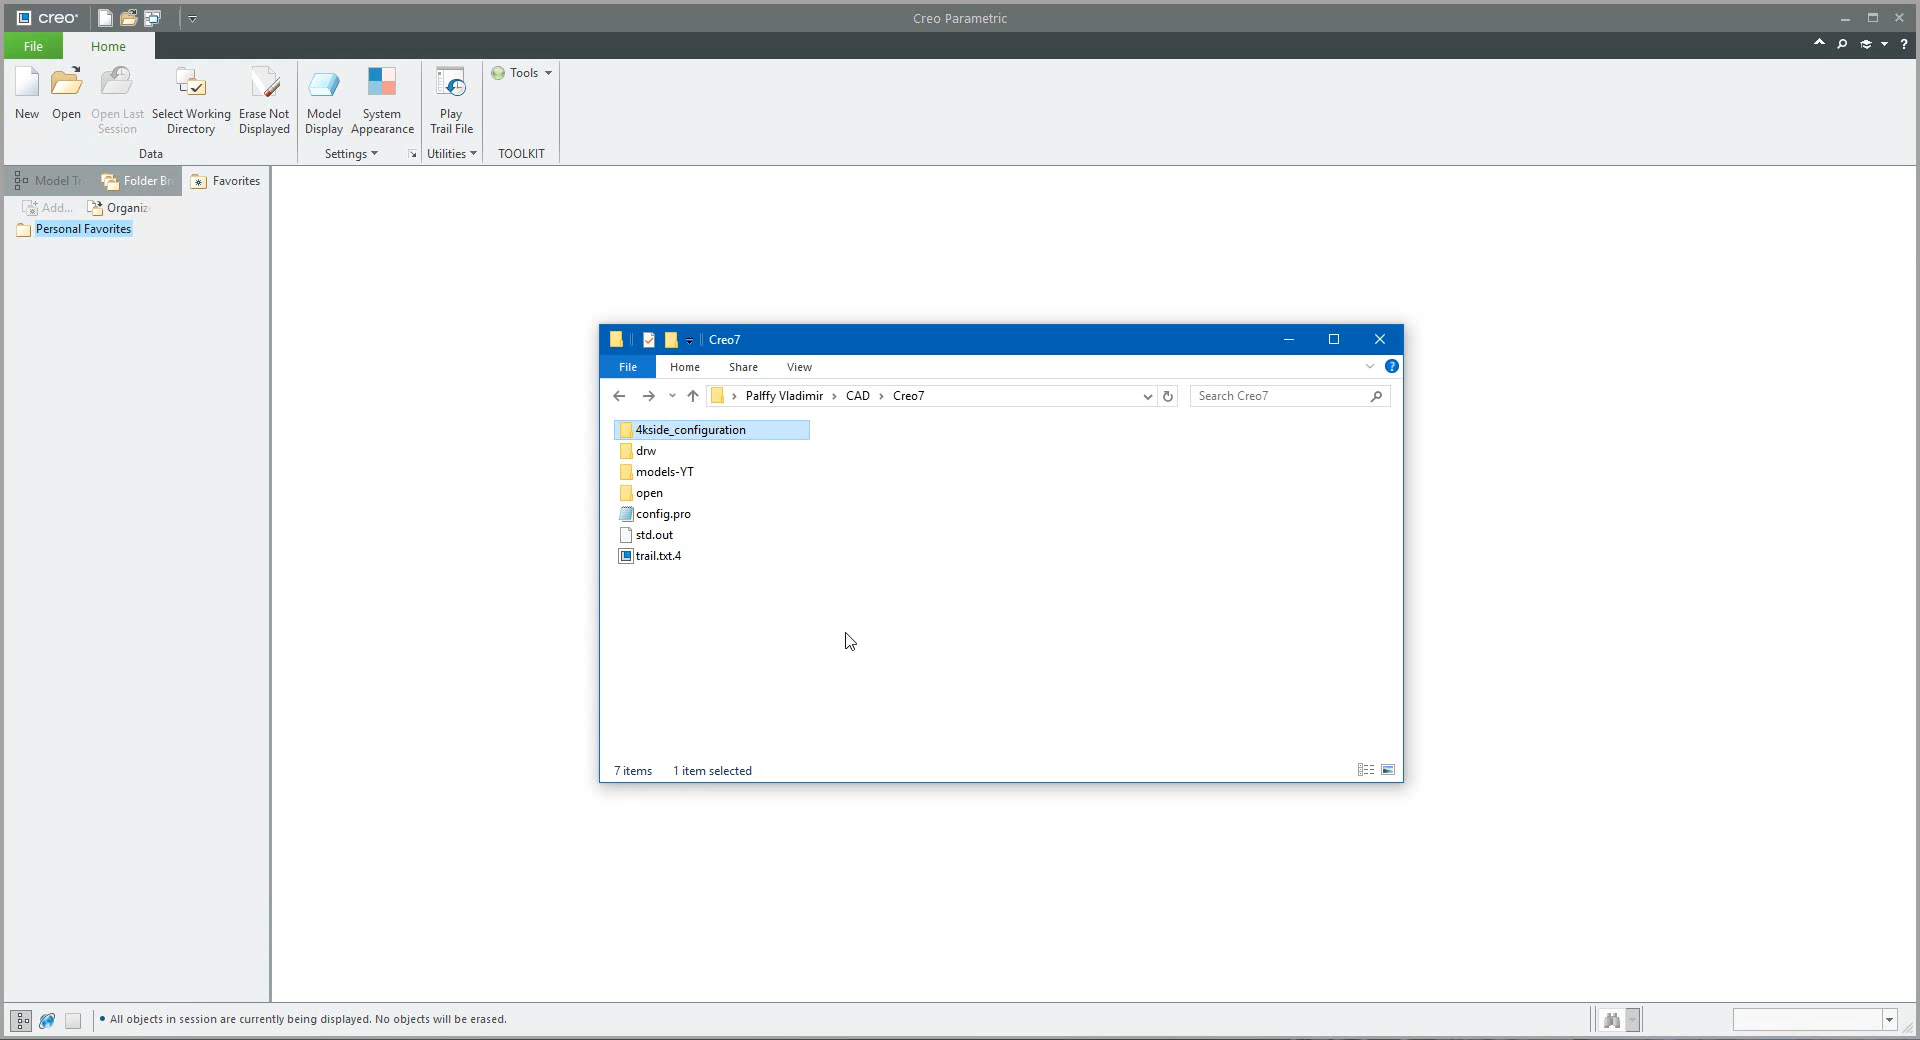 creo
Creo Parametric
File
Home
?
New
Open
Open Last
Session
Select Working
Directory
Erase Not
Displayed
Model
Display
System
Appearance
Play
Trail File
Tools
Data
Settings
Utilities
TOOLKIT
Model Tr
Folder Br
Favorites
Add...
Organiz
Personal Favorites
Creo7
File
Home
Share
View
?
Palffy Vladimir > CAD > Creo7
Search Creo7
4kside_configuration
drw
models-YT
open
config.pro
std.out
trail.txt.4
7 items
1 item selected
• All objects in session are currently being displayed. No objects will be erased.